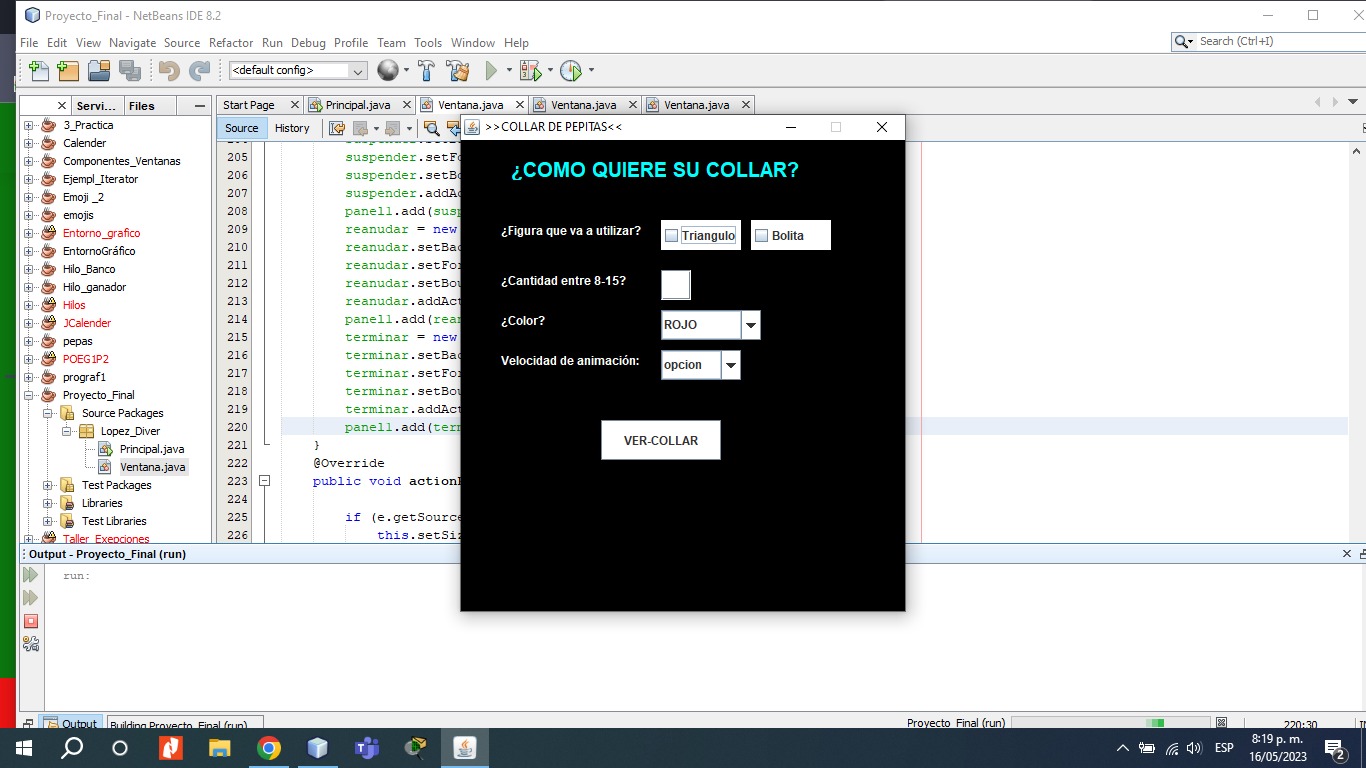 Proyecto_Final - NetBeans IDE 8.2
File Edit View Navigate Source Refactor Run Debug Profile Team Tools Window Help
Search (Ctrl+I)
<default config>
Servi... Files
Start Page Principal.java Ventana.java Ventana.java Ventana.java
Source History
3_Practica
Calender
Componentes_Ventanas
Ejempl_Iterator
Emoji _2
emojis
Entorno_grafico
EntornoGráfico
Hilo_Banco
Hilo_ganador
Hilos
JCalender
pepas
POEG1P2
prograf1
Proyecto_Final
Source Packages
Lopez_Diver
Principal.java
Ventana.java
Test Packages
Libraries
Test Libraries
Taller_Exepciones
205 suspender.setFo
206 suspender.setBo
207 suspender.addAc
208 panel1.add(susp
209 reanudar = new
210 reanudar.setBac
211 reanudar.setFor
212 reanudar.setBou
213 reanudar.addAct
214 panel1.add(rean
215 terminar = new
216 terminar.setBac
217 terminar.setFor
218 terminar.setBou
219 terminar.addAct
220 panel1.add(term
221 }
222 @Override
223 public void action
224
225 if (e.getSource
226 this.setSiz
>>COLLAR DE PEPITAS<<
¿COMO QUIERE SU COLLAR?
¿Figura que va a utilizar? Triangulo Bolita
¿Cantidad entre 8-15?
¿Color? ROJO
Velocidad de animación: opcion
VER-COLLAR
Output - Proyecto_Final (run)
run:
Output Building Proyecto_Final (run)
Proyecto_Final (run) 220:30
ESP
8:19 p. m.
16/05/2023
2